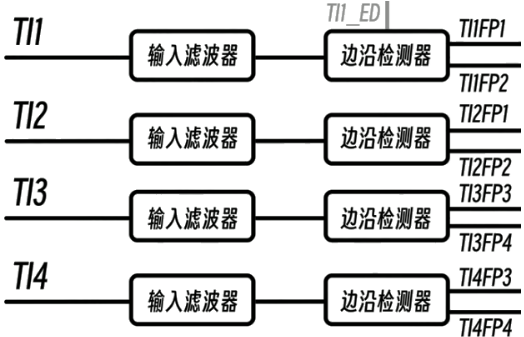 TI1_ED
TI1
输入滤波器
边沿检测器
TI1FP1
TI1FP2
TI2
输入滤波器
边沿检测器
TI2FP1
TI2FP2
TI3
输入滤波器
边沿检测器
TI3FP3
TI3FP4
TI4
输入滤波器
边沿检测器
TI4FP3
TI4FP4